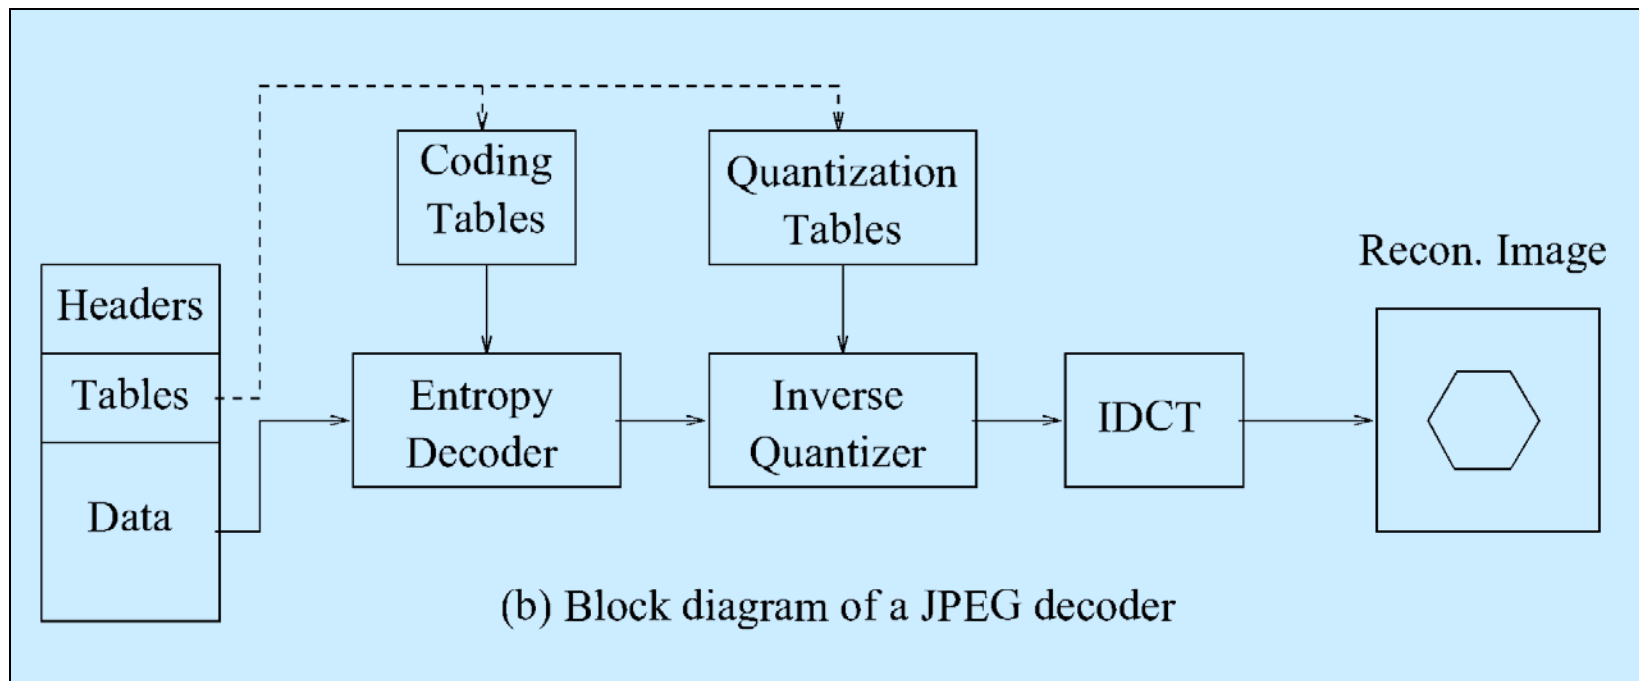 Coding
Tables
Quantization
Tables
Recon. Image
Headers
Tables
Data
Entropy
Decoder
Inverse
Quantizer
IDCT
(b) Block diagram of a JPEG decoder